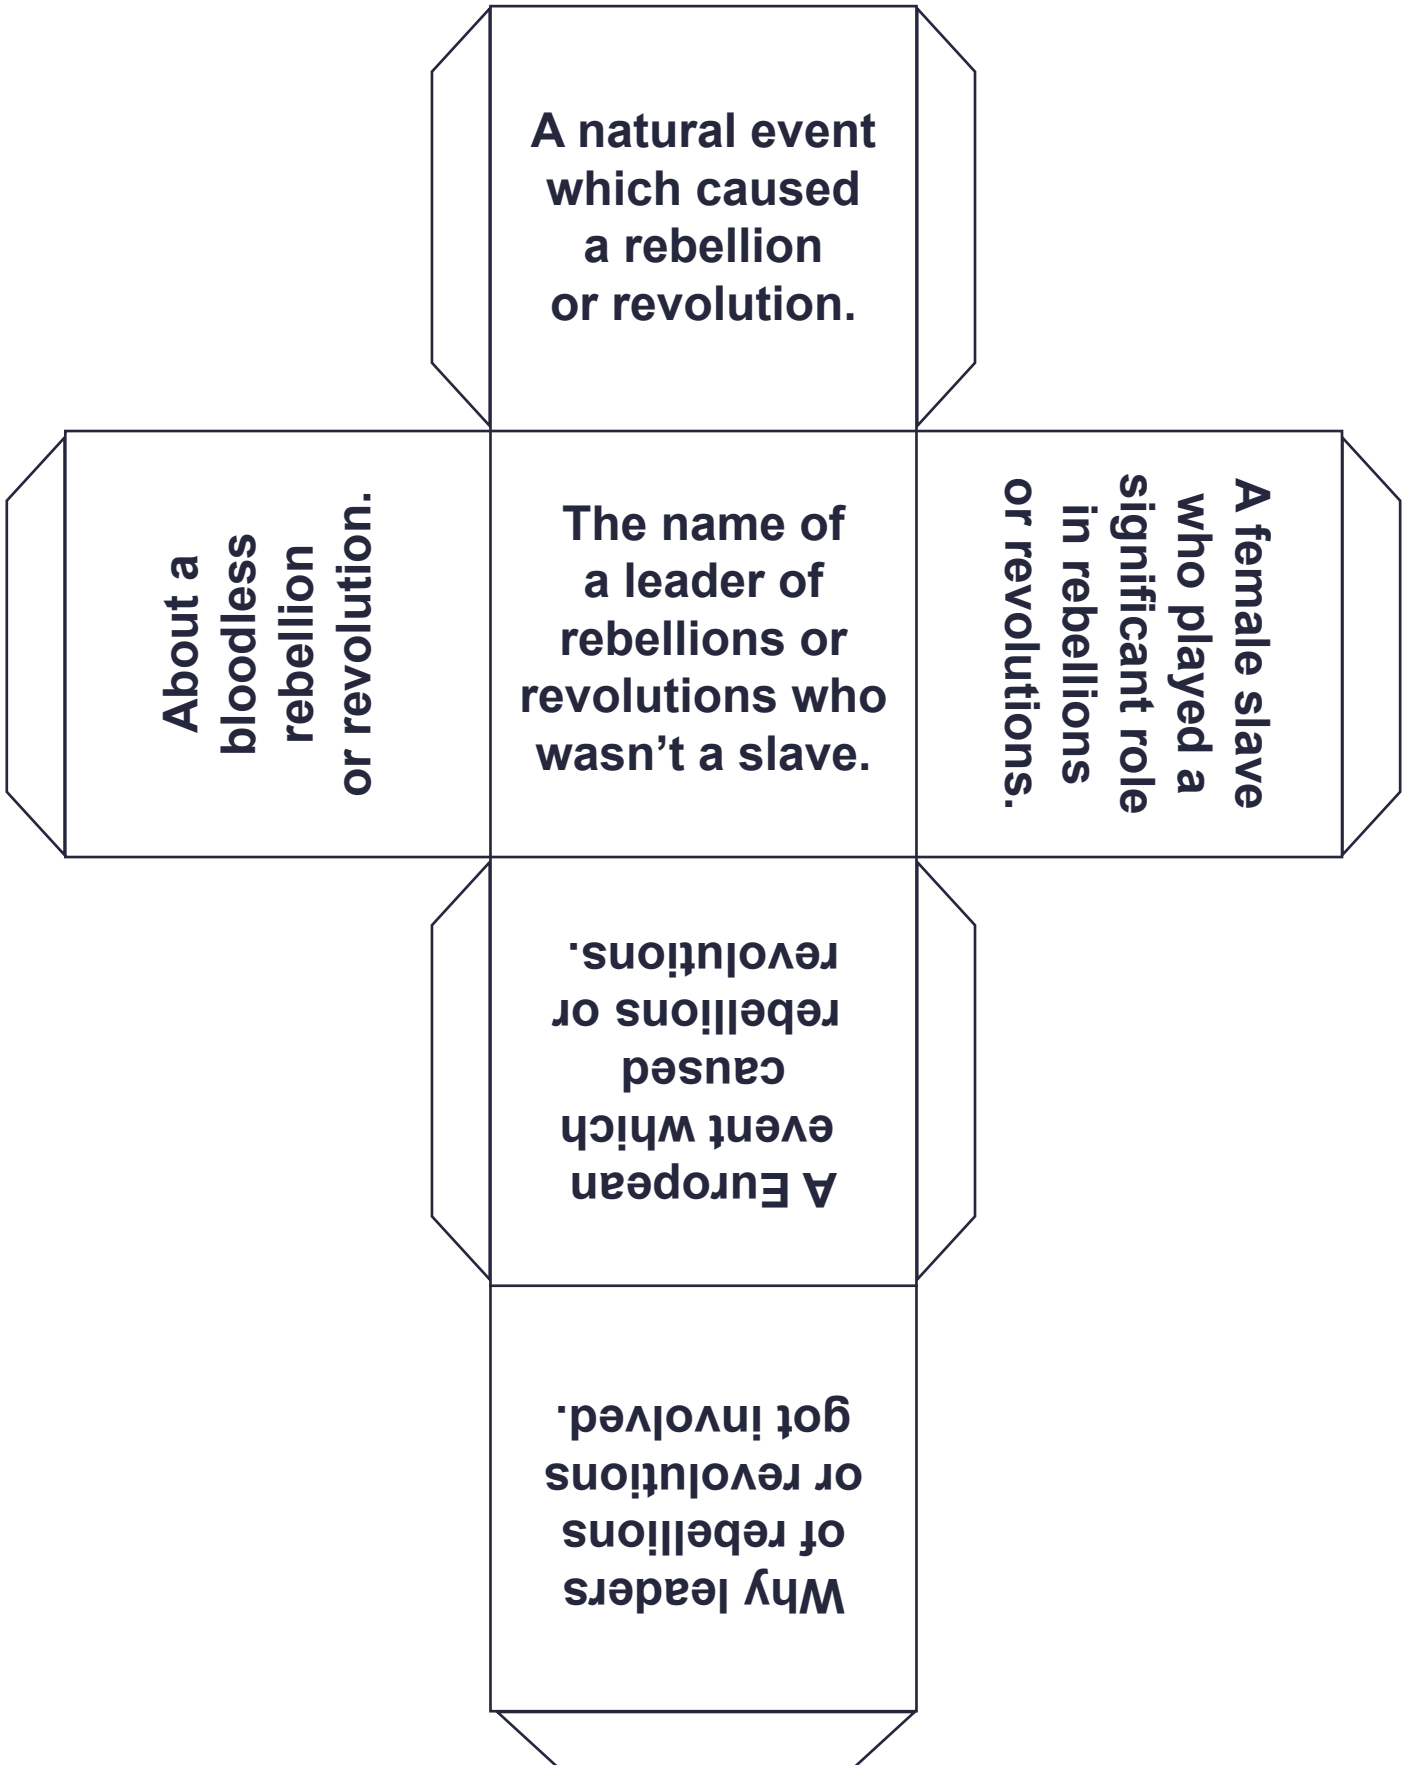 A natural event
which caused
a rebellion
or revolution.
About a
bloodless
rebellion
or revolution.
The name of
a leader of
rebellions or
revolutions who
wasn't a slave.
A female slave
who played a
significant role
in rebellions
or revolutions.
A European
event which
caused
rebellions or
revolutions.
Why leaders
of rebellions
or revolutions
got involved.